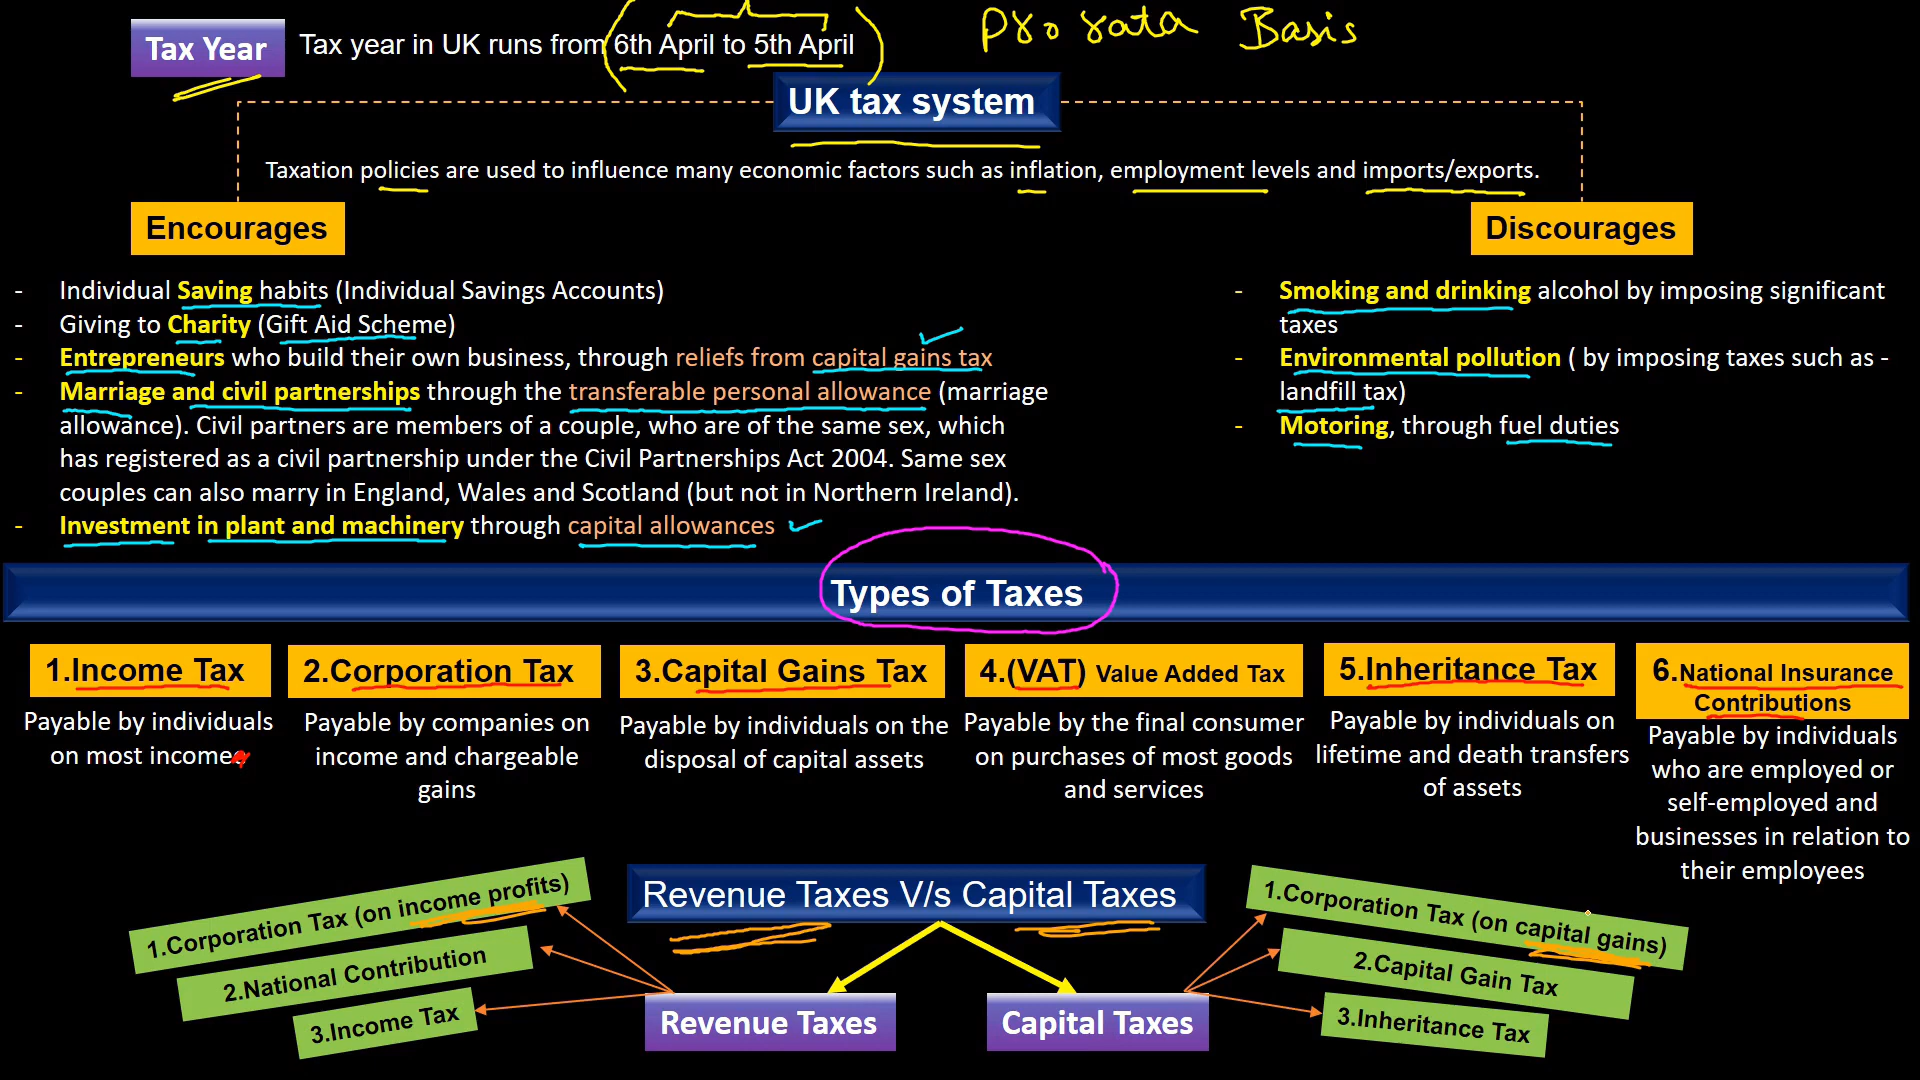 Tax Year
Tax year in UK runs from 6th April to 5th April
Pro rata Basis
UK tax system
Taxation policies are used to influence many economic factors such as inflation, employment levels and imports/exports.
Encourages
- Individual Saving habits (Individual Savings Accounts)
- Giving to Charity (Gift Aid Scheme)
- Entrepreneurs who build their own business, through reliefs from capital gains tax
- Marriage and civil partnerships through the transferable personal allowance (marriage
allowance). Civil partners are members of a couple, who are of the same sex, which
has registered as a civil partnership under the Civil Partnerships Act 2004. Same sex
couples can also marry in England, Wales and Scotland (but not in Northern Ireland).
- Investment in plant and machinery through capital allowances
Discourages
- Smoking and drinking alcohol by imposing significant
taxes
- Environmental pollution ( by imposing taxes such as -
landfill tax)
- Motoring, through fuel duties
Types of Taxes
1.Income Tax
Payable by individuals
on most income
2.Corporation Tax
Payable by companies on
income and chargeable
gains
3.Capital Gains Tax
Payable by individuals on the
disposal of capital assets
4.(VAT) Value Added Tax
Payable by the final consumer
on purchases of most goods
and services
5.Inheritance Tax
Payable by individuals on
lifetime and death transfers
of assets
6.National Insurance
Contributions
Payable by individuals
who are employed or
self-employed and
businesses in relation to
their employees
Revenue Taxes V/s Capital Taxes
1.Corporation Tax (on income profits)
2.National Contribution
3.Income Tax
Revenue Taxes
Capital Taxes
1.Corporation Tax (on capital gains)
2.Capital Gain Tax
3.Inheritance Tax